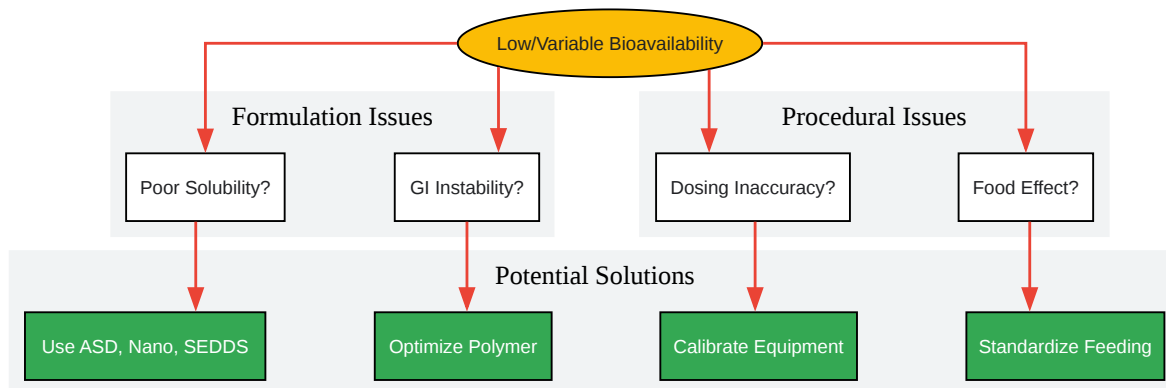 Low/Variable Bioavailability
Formulation Issues
Procedural Issues
Poor Solubility?
GI Instability?
Dosing Inaccuracy?
Food Effect?
Potential Solutions
Use ASD, Nano, SEDDS
Optimize Polymer
Calibrate Equipment
Standardize Feeding